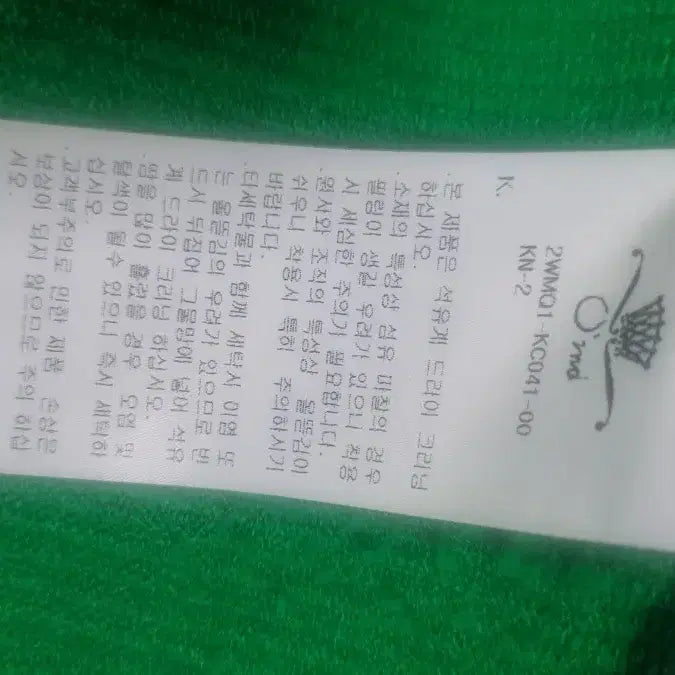 O'md
2WMQ1-KC041-00
KN-2
K.
.본 제품은 석유계 드라이 크리닝
하십시오.
.소재의 특성상 섬유 마찰의 경우
필링이 생길 우려가 있으니 착용
시 세심한 주의가 필요합니다.
.원사와 조직의 특성상 올뜯김이
쉬우니 착용시 특히 주의하시기
바랍니다.
.타세탁물과 함께 세탁시 이염 또
는 올뜯김의 우려가 있으므로 반
드시 뒤집어 그물망에 넣어 석유
계 드라이 크리닝 하십시오.
.땀을 많이 흘렸을 경우 오염 및
탈색이 될수 있으니 즉시 세탁하
십시오.
.고객부주의로 인한 제품 손상은
보상이 되지 않으므로 주의 하십
시오.